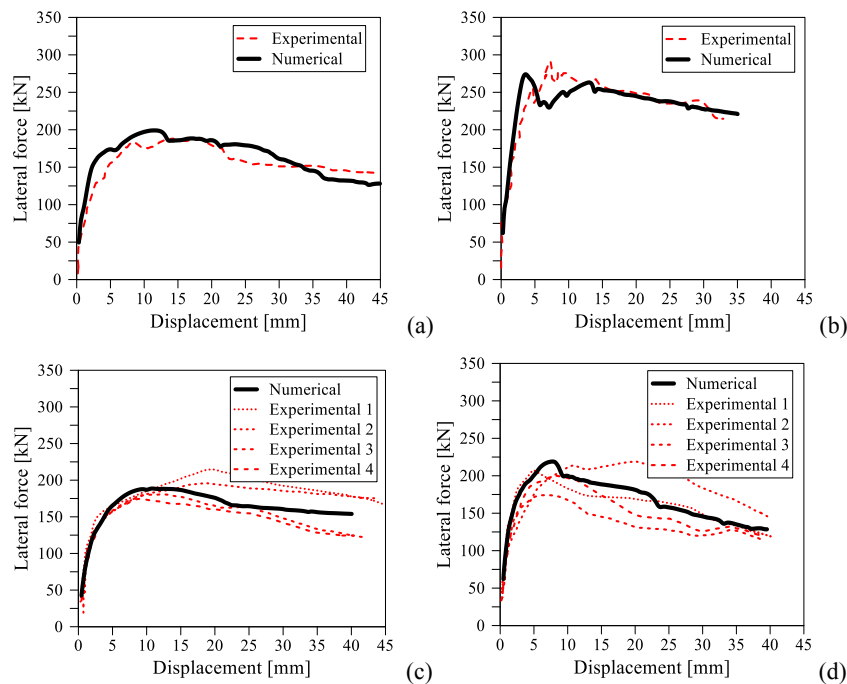 350
300
250
200
150
100
50
0
Lateral force [kN]
Experimental
Numerical
0 5 10 15 20 25 30 35 40 45
Displacement [mm]
(a)
350
300
250
200
150
100
50
0
Lateral force [kN]
Experimental
Numerical
0 5 10 15 20 25 30 35 40 45
Displacement [mm]
(b)
350
300
250
200
150
100
50
0
Lateral force [kN]
Numerical
Experimental 1
Experimental 2
Experimental 3
Experimental 4
0 5 10 15 20 25 30 35 40 45
Displacement [mm]
(c)
350
300
250
200
150
100
50
0
Lateral force [kN]
Numerical
Experimental 1
Experimental 2
Experimental 3
Experimental 4
0 5 10 15 20 25 30 35 40 45
Displacement [mm]
(d)